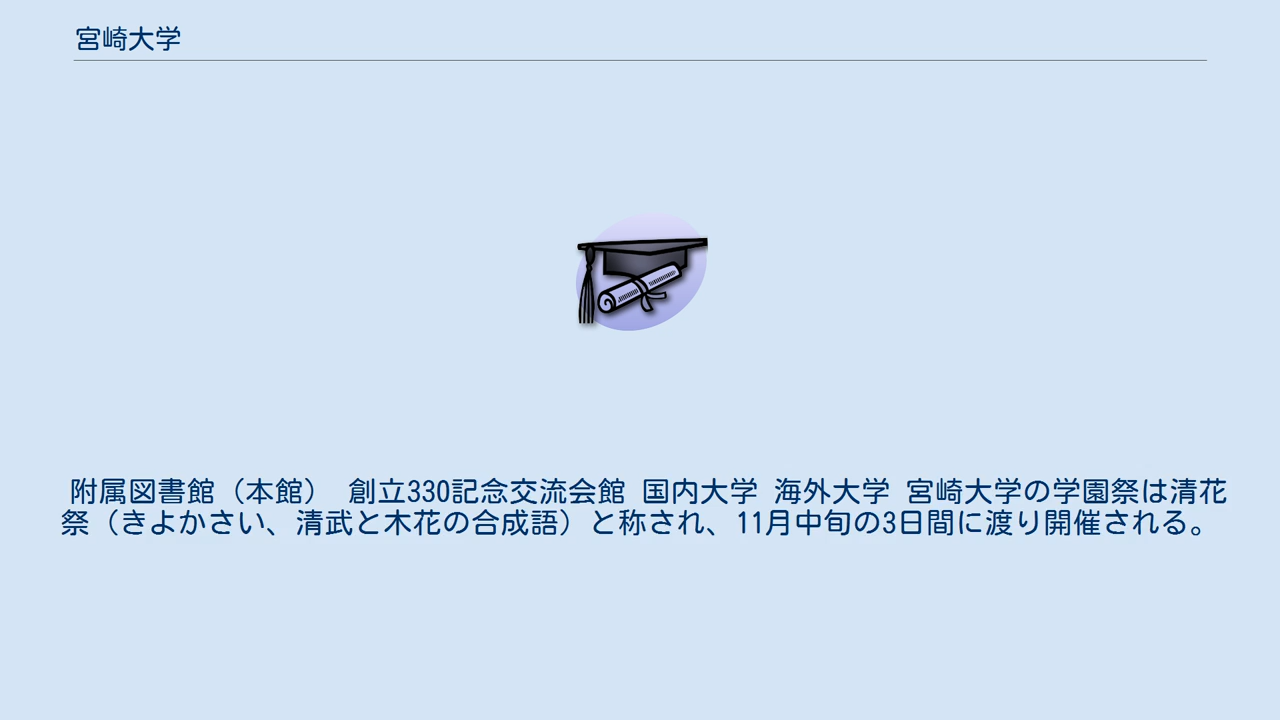 宮崎大学
附属図書館（本館） 創立330記念交流会館 国内大学 海外大学 宮崎大学の学園祭は清花
祭（きよかさい、清武と木花の合成語）と称され、11月中旬の3日間に渡り開催される。